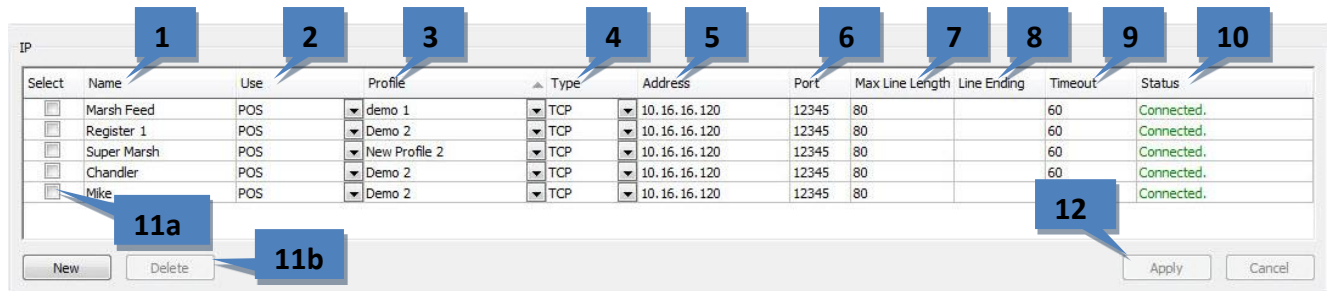 1 2 3 4 5 6 7 8 9 10
IP
Select Name Use Profile Type Address Port Max Line Length Line Ending Timeout Status
Marsh Feed POS demo 1 TCP 10.16.16.120 12345 80 60 Connected.
Register 1 POS Demo 2 TCP 10.16.16.120 12345 80 60 Connected.
Super Marsh POS New Profile 2 TCP 10.16.16.120 12345 80 60 Connected.
Chandler POS Demo 2 TCP 10.16.16.120 12345 80 60 Connected.
Mike POS Demo 2 TCP 10.16.16.120 12345 80 Connected.
11a
12
11b
New Delete Apply Cancel